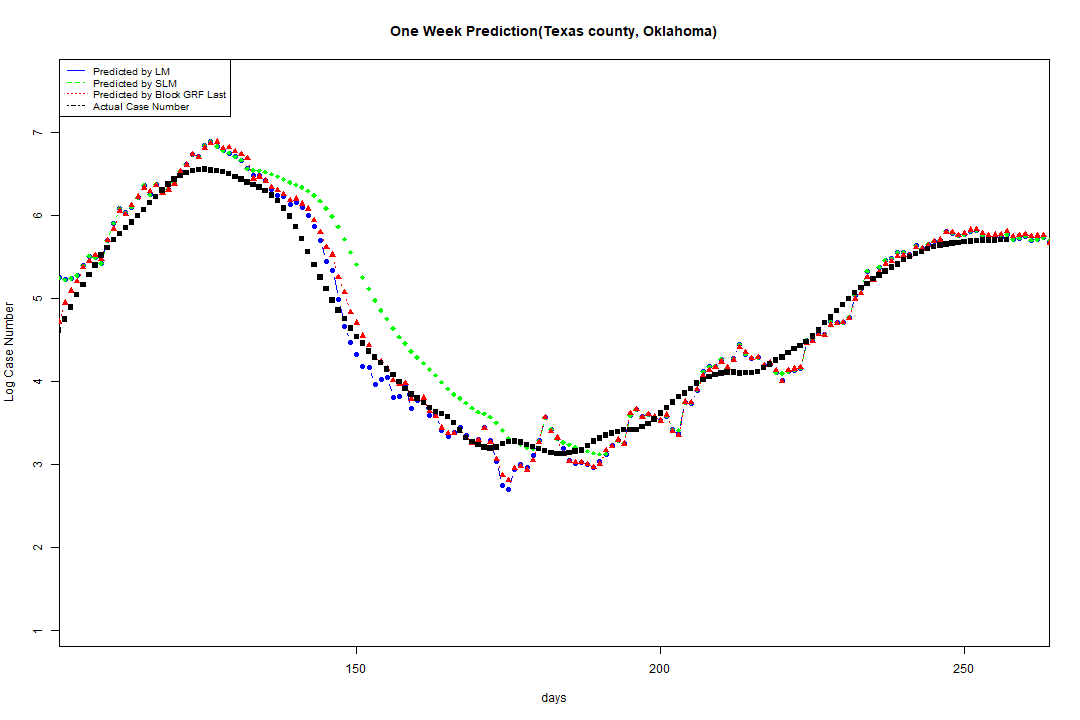 One Week Prediction(Texas county, Oklahoma)
Predicted by LM
Predicted by SLM
Predicted by Block GRF Last
Actual Case Number
7
6
5
4
3
2
1
Log Case Number
150 200 250
days